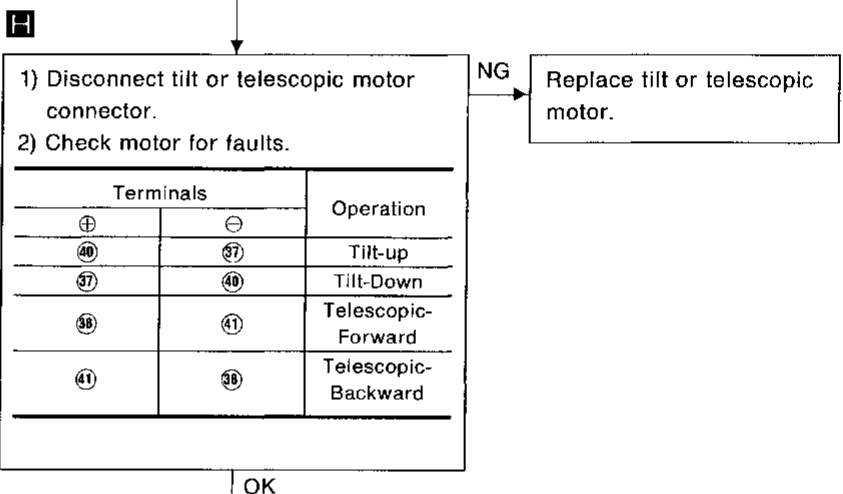 H
1) Disconnect tilt or telescopic motor
connector.
2) Check motor for faults.
Terminals
Operation
⊕ ⊖
40 37 Tilt-up
37 40 Tilt-Down
38 41 Telescopic-
Forward
41 38 Telescopic-
Backward
NG
Replace tilt or telescopic
motor.
OK